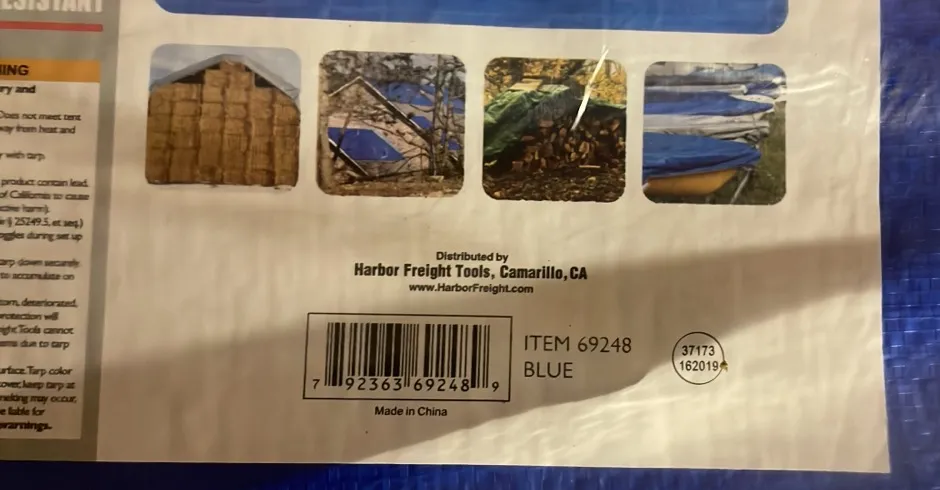 RESISTANT
ING
ry and
Does not meet tent
way from heat and
with tarp
product contain lead.
of California to cause
ctive harm).
§ 25249.5, et seq.)
oggles during set up
tarp down securely
to accumulate on
torn, deteriorated.
protection will
ight Tools cannot
ems due to tarp
urface. Tarp color
cover, keep tarp at
melting may occur.
e liable for
warnings.
Distributed by
Harbor Freight Tools, Camarillo, CA
www.HarborFreight.com
7 92363 69248 9
Made in China
ITEM 69248
BLUE
37173
162019